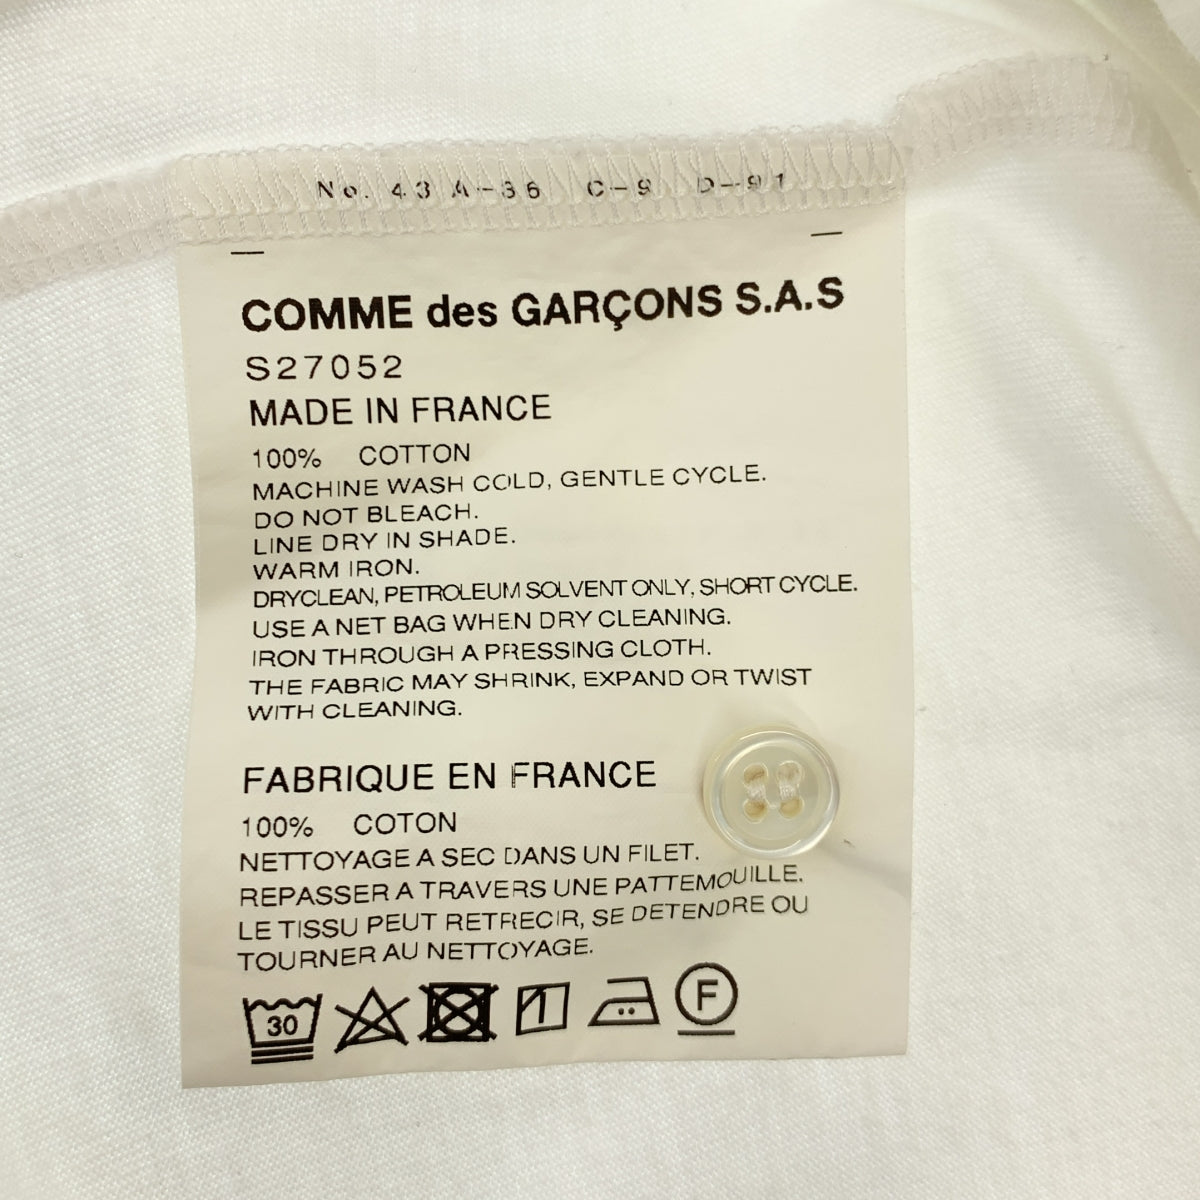 No. 43 A-36 C-9 D-91
COMME des GARÇONS S.A.S
S27052
MADE IN FRANCE
100% COTTON
MACHINE WASH COLD, GENTLE CYCLE.
DO NOT BLEACH.
LINE DRY IN SHADE.
WARM IRON.
DRYCLEAN, PETROLEUM SOLVENT ONLY, SHORT CYCLE.
USE A NET BAG WHEN DRY CLEANING.
IRON THROUGH A PRESSING CLOTH.
THE FABRIC MAY SHRINK, EXPAND OR TWIST
WITH CLEANING.
FABRIQUE EN FRANCE
100% COTON
NETTOYAGE A SEC DANS UN FILET.
REPASSER A TRAVERS UNE PATTEMOUILLE.
LE TISSU PEUT RETRECIR, SE DETENDRE OU
TOURNER AU NETTOYAGE.
30 F